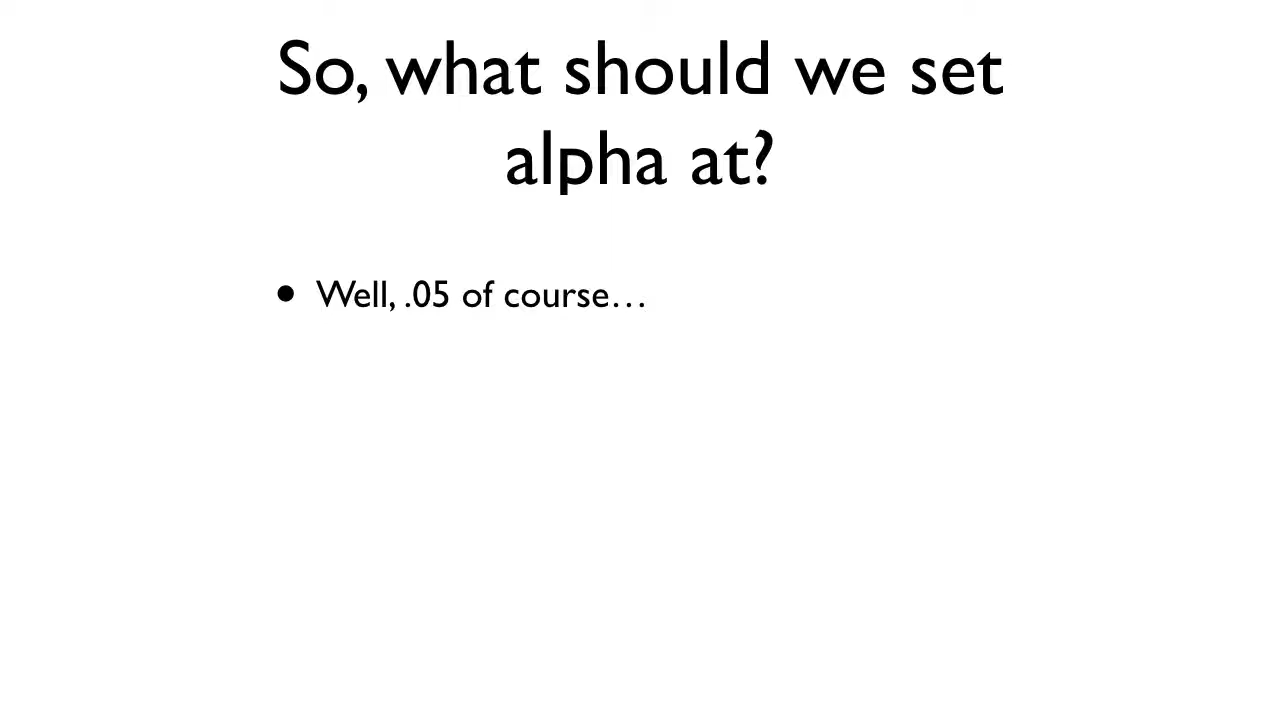 So, what should we set
alpha at?
• Well, .05 of course…